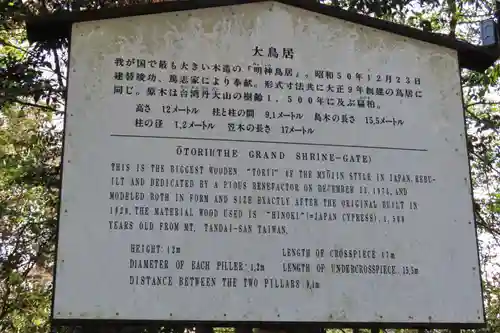 大鳥居
我が国で最も大きい木造の『明神鳥居』。昭和50年12月23日
建替竣功、篤志家により奉献。形式寸法共に大正9年創建の鳥居に
同じ。原木は台湾丹大山の樹齢1,500年に及ぶ扁柏。
高さ 12メートル 柱と柱の間 9.1メートル 島木の長さ 15.5メートル
柱の径 1.2メートル 笠木の長さ 17メートル
ŌTORII(THE GRAND SHRINE-GATE)
THIS IS THE BIGGEST WOODEN "TORII" OF THE MYŌJIN STYLE IN JAPAN, REBU-
ILT AND DEDICATED BY A PIOUS BENEFACTOR ON DECEMBER 23, 1975, AND
MODELED BOTH IN FORM AND SIZE EXACTLY AFTER THE ORIGINAL BUILT IN
1920. THE MATERIAL WOOD USED IS "HINOKI"(=JAPAN CYPRESS), 1,500
YEARS OLD FROM MT. TANDAI-SAN TAIWAN.
HEIGHT: 12m LENGTH OF CROSSPIECE 17m
DIAMETER OF EACH PILLER: 1.2m LENGTH OF UNDERCROSSPIECE. 15.5m
DISTANCE BETWEEN THE TWO PILLARS 9.1m